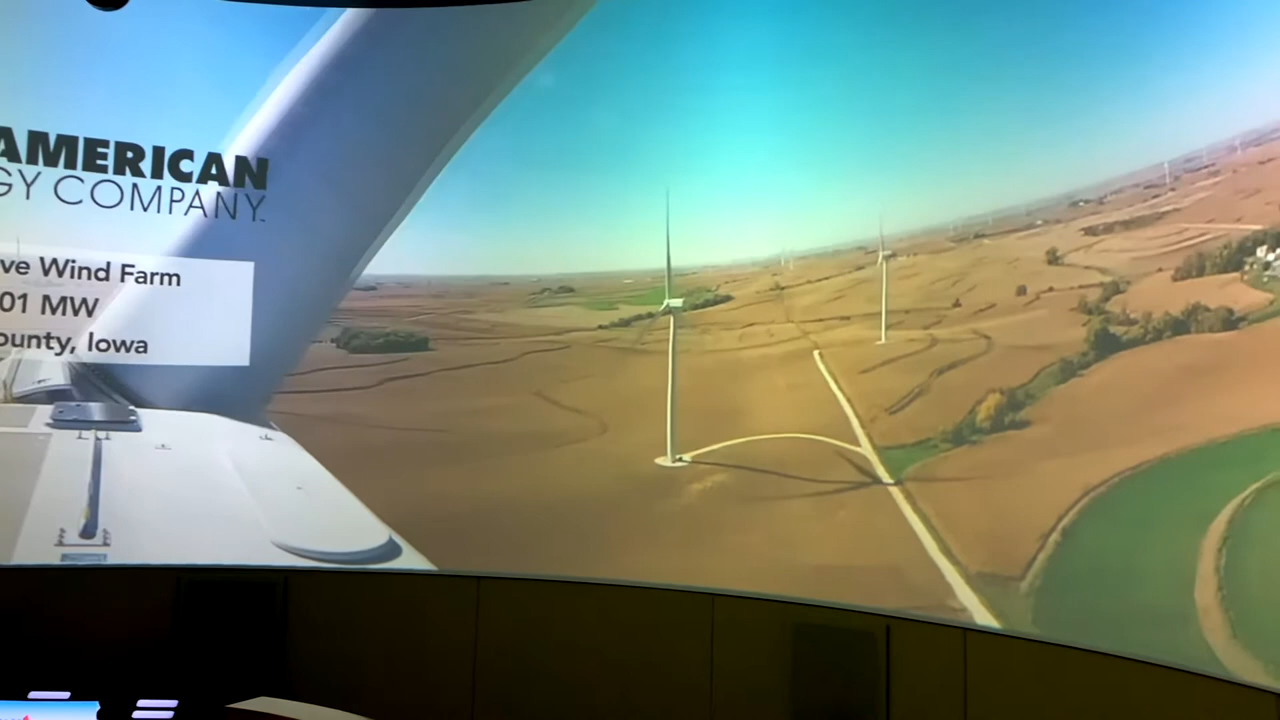 AMERICAN
GY COMPANY
ve Wind Farm
01 MW
ounty, Iowa